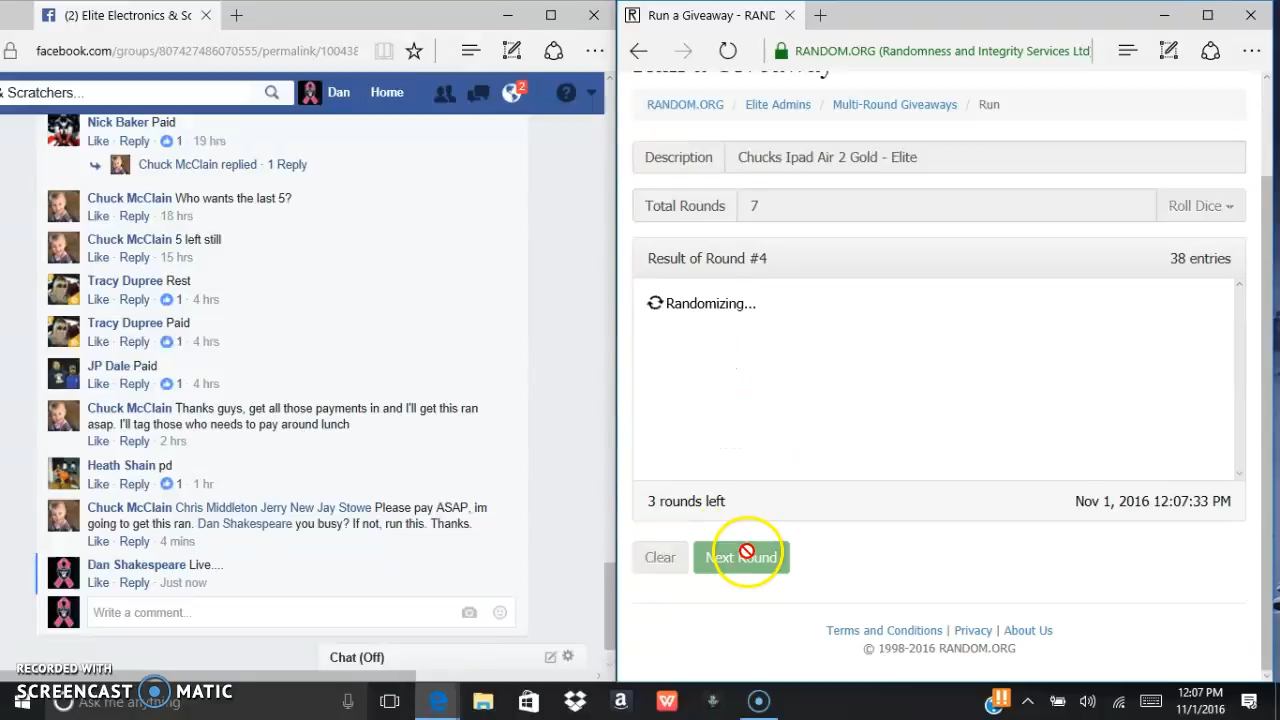 (2) Elite Electronics & Sc
facebook.com/groups/807427486070555/permalink/100438
& Scratchers...
Dan
Home
2
Nick Baker Paid
Like · Reply · 1 · 19 hrs
Chuck McClain replied · 1 Reply
Chuck McClain Who wants the last 5?
Like · Reply · 18 hrs
Chuck McClain 5 left still
Like · Reply · 15 hrs
Tracy Dupree Rest
Like · Reply · 1 · 4 hrs
Tracy Dupree Paid
Like · Reply · 1 · 4 hrs
JP Dale Paid
Like · Reply · 1 · 4 hrs
Chuck McClain Thanks guys, get all those payments in and I'll get this ran
asap. I'll tag those who needs to pay around lunch
Like · Reply · 2 hrs
Heath Shain pd
Like · Reply · 1 · 1 hr
Chuck McClain Chris Middleton Jerry New Jay Stowe Please pay ASAP, im
going to get this ran. Dan Shakespeare you busy? If not, run this. Thanks.
Like · Reply · 4 mins
Dan Shakespeare Live....
Like · Reply · Just now
Write a comment...
Chat (Off)
Run a Giveaway - RAND
RANDOM.ORG (Randomness and Integrity Services Ltd)
RANDOM.ORG / Elite Admins / Multi-Round Giveaways / Run
Description Chucks Ipad Air 2 Gold - Elite
Total Rounds 7 Roll Dice
Result of Round #4 38 entries
Randomizing...
3 rounds left Nov 1, 2016 12:07:33 PM
Clear Next Round
Terms and Conditions | Privacy | About Us
© 1998-2016 RANDOM.ORG
RECORDED WITH
SCREENCAST MATIC
Ask me anything
12:07 PM
11/1/2016